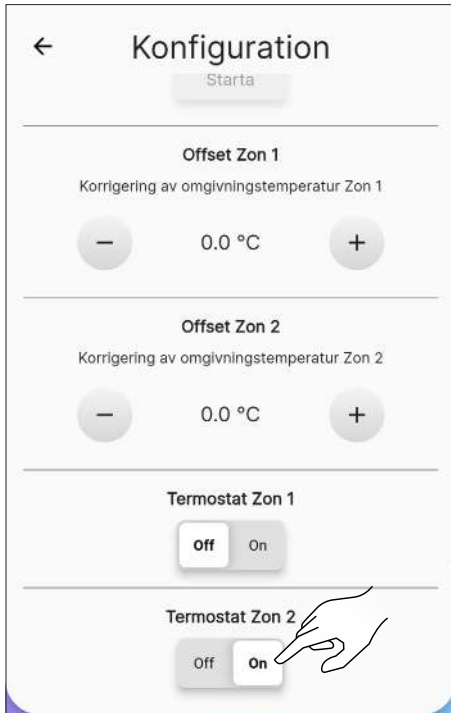 Konfiguration
Starta
Offset Zon 1
Korrigering av omgivningstemperatur Zon 1
− 0.0 °C +
Offset Zon 2
Korrigering av omgivningstemperatur Zon 2
− 0.0 °C +
Termostat Zon 1
Off On
Termostat Zon 2
Off On